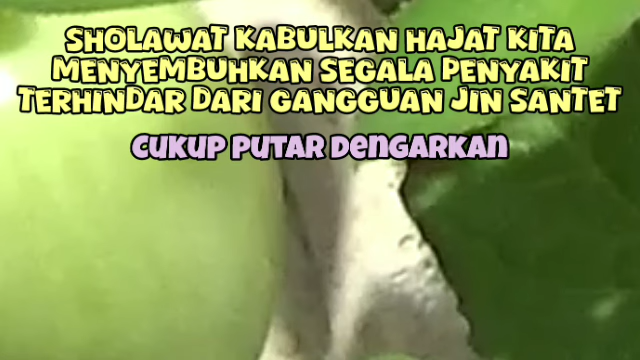 SHOLAWAT KABULKAN HAJAT KITA
MENYEMBUHKAN SEGALA PENYAKIT
TERHINDAR DARI GANGGUAN JIN SANTET
CUKUP PUTAR DENGARKAN